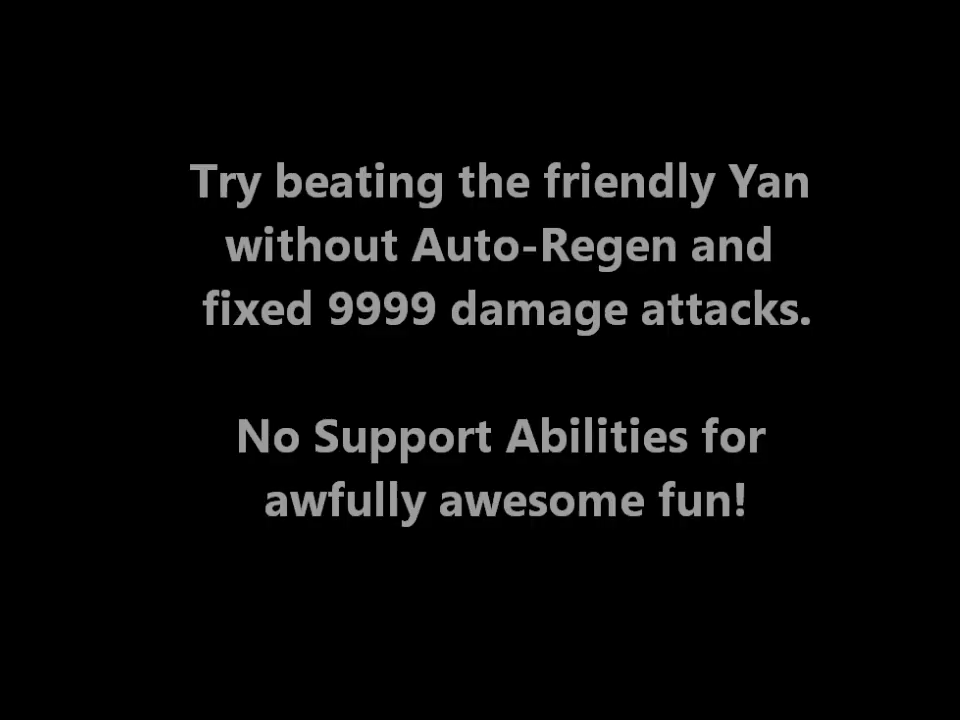 Try beating the friendly Yan
without Auto-Regen and
fixed 9999 damage attacks.
No Support Abilities for
awfully awesome fun!